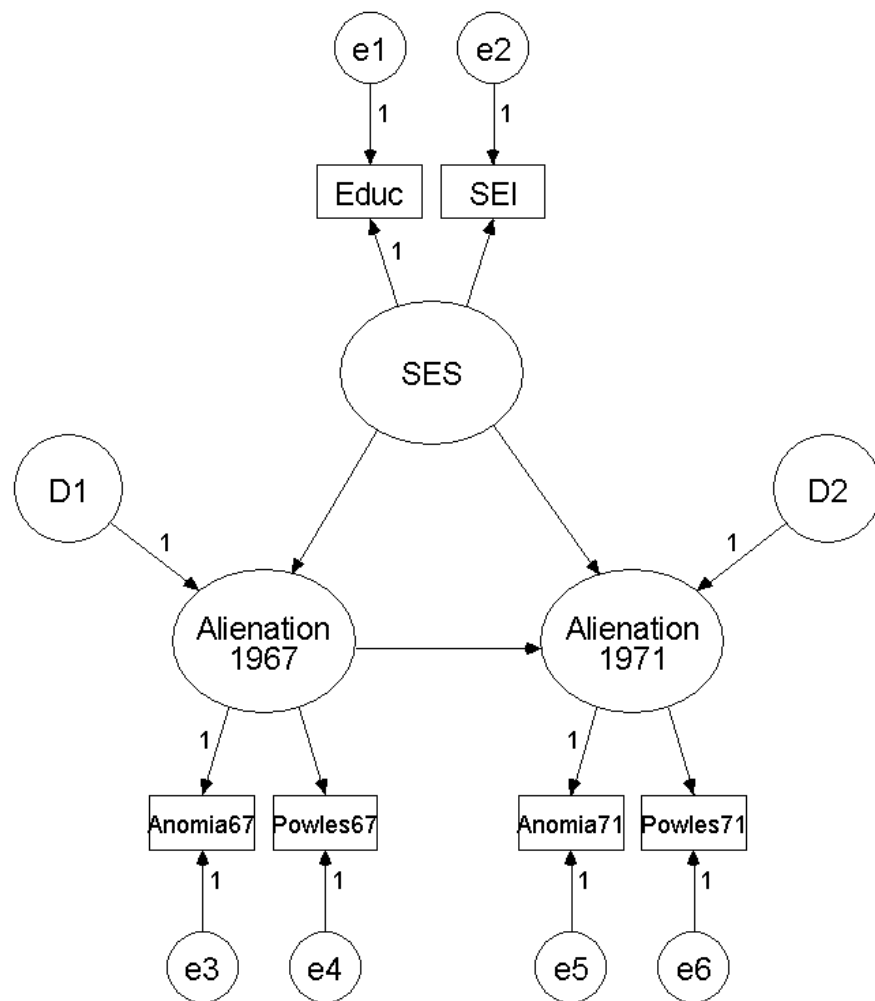 e1
e2
1
1
Educ
SEI
1
SES
D1
D2
1
1
Alienation
1967
Alienation
1971
1
1
Anomia67
Powles67
Anomia71
Powles71
1
1
1
1
e3
e4
e5
e6